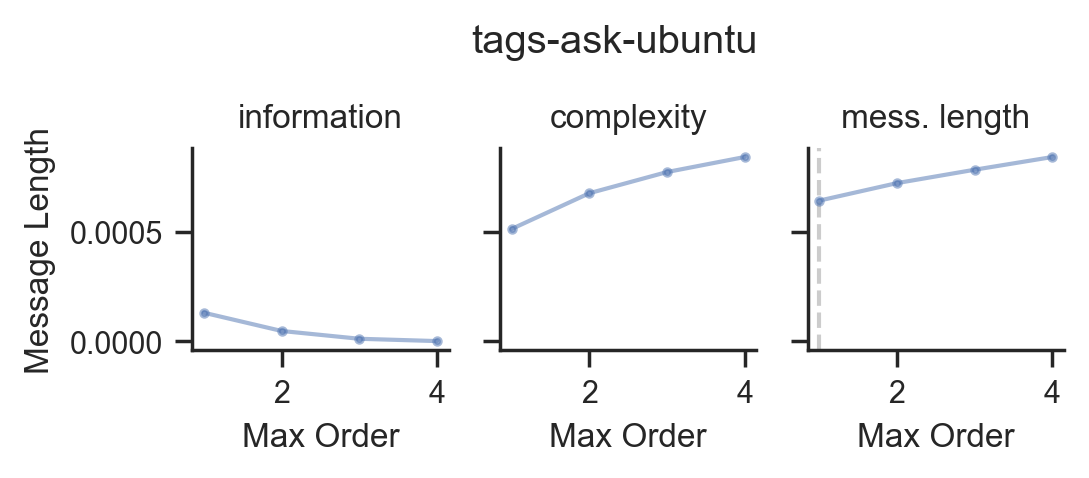 tags-ask-ubuntu
information
complexity
mess. length
Message Length
0.0005
0.0000
2
4
2
4
2
4
Max Order
Max Order
Max Order